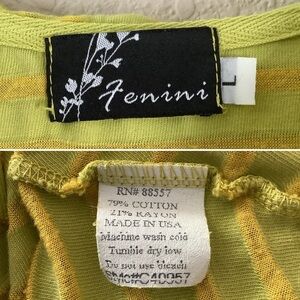 Fenini
L
RN# 88557
79% COTTON
21% RAYON
MADE IN USA
Machine wash cold
Tumble dry low
Do not use bleach